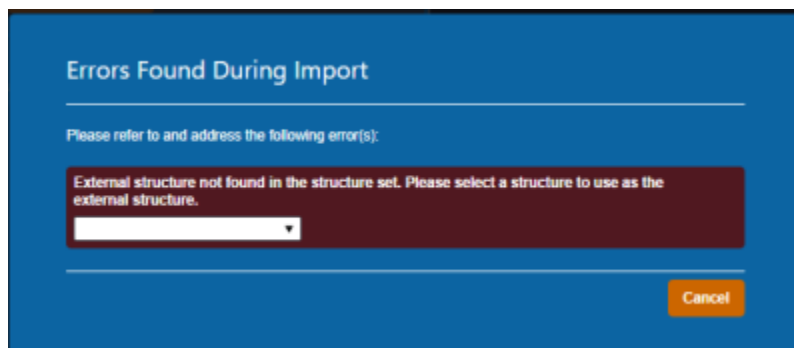 Errors Found During Import
Please refer to and address the following error(s):
External structure not found in the structure set. Please select a structure to use as the
external structure.
Cancel